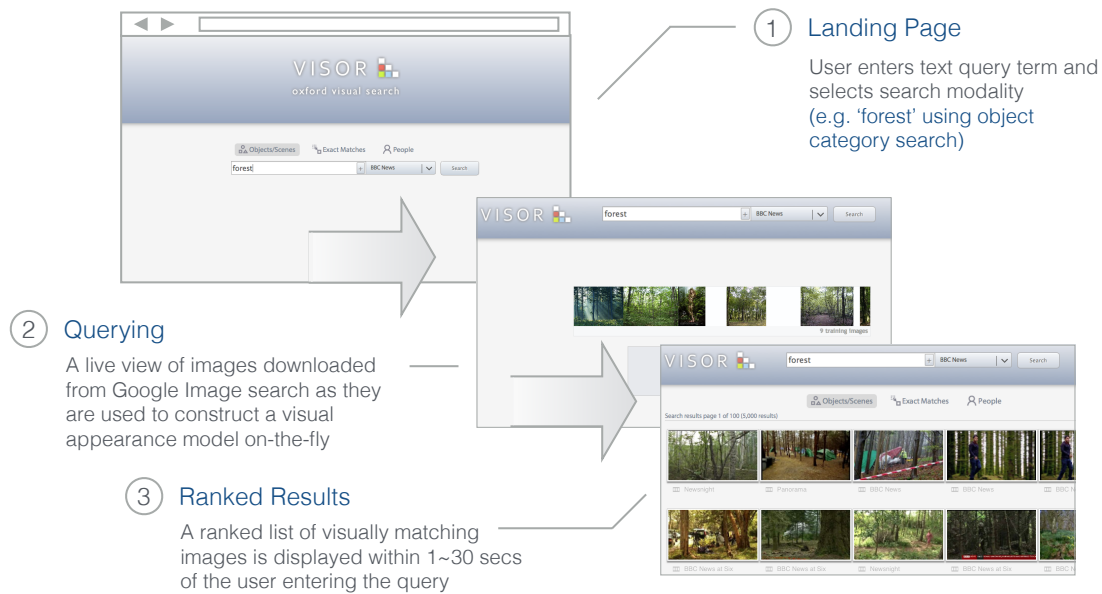 VISOR
oxford visual search
Objects/Scenes Exact Matches People
forest + BBC News Search
1 Landing Page
User enters text query term and
selects search modality
(e.g. ‘forest’ using object
category search)
VISOR forest + BBC News Search
9 training images
2 Querying
A live view of images downloaded
from Google Image search as they
are used to construct a visual
appearance model on-the-fly
VISOR forest + BBC News Search
Objects/Scenes Exact Matches People
Search results page 1 of 100 (5,000 results)
Newsnight Panorama BBC News BBC News BBC N
BBC News at Six BBC News at Six Newsnight BBC News at Six BBC N
3 Ranked Results
A ranked list of visually matching
images is displayed within 1~30 secs
of the user entering the query